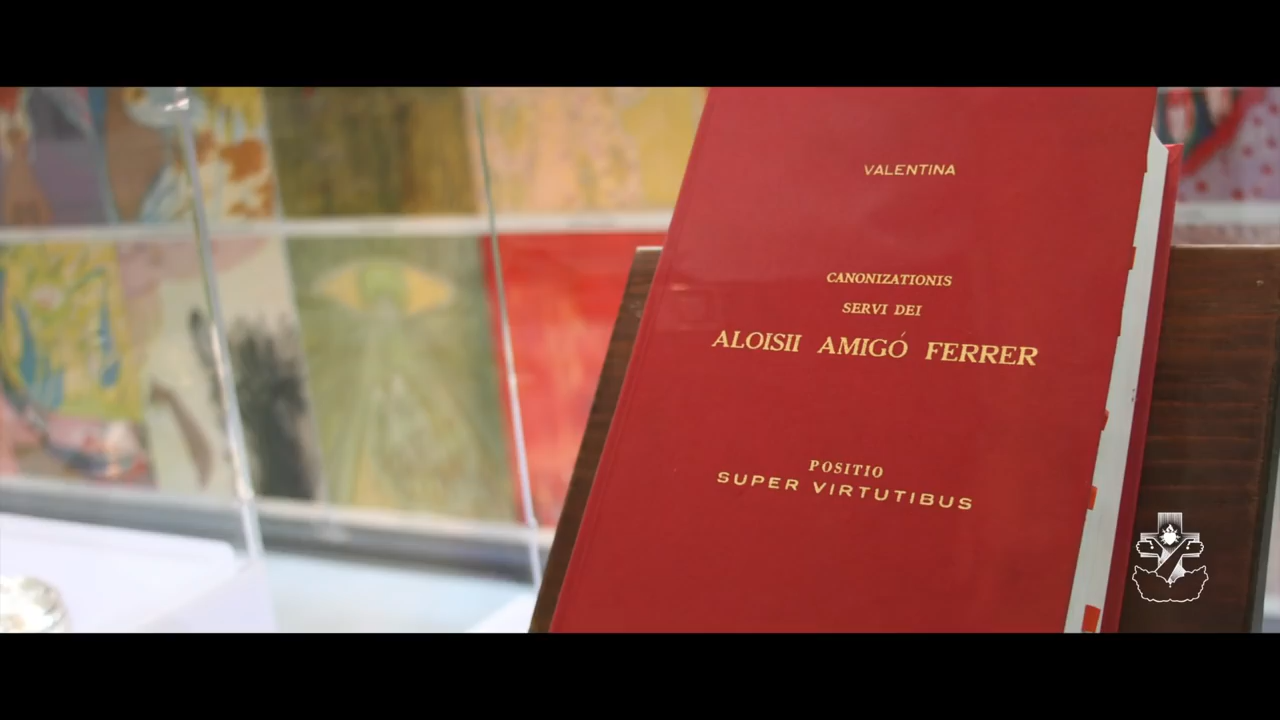 VALENTINA
CANONIZATIONIS
SERVI DEI
ALOISII AMIGÓ FERRER
POSITIO
SUPER VIRTUTIBUS